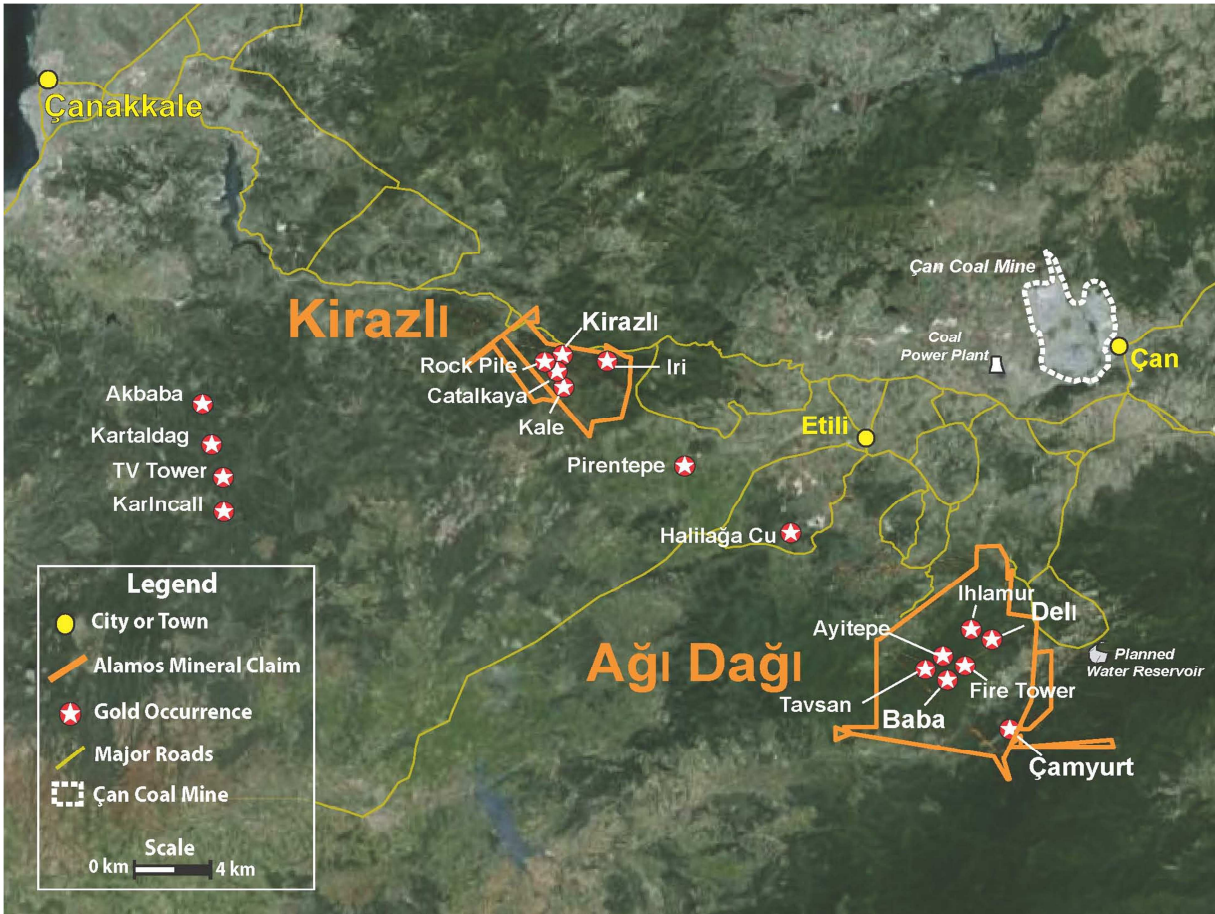 Çanakkale
Çan Coal Mine
Kirazlı
Kirazlı
Coal
Power Plant
Çan
Rock Pile
Iri
Catalkaya
Kale
Akbaba
Kartaldag
TV Tower
KarIncalI
Etili
Pirentepe
Halilağa Cu
Legend
City or Town
Alamos Mineral Claim
Gold Occurrence
Major Roads
Çan Coal Mine
Scale
0 km
4 km
Ağı Dağı
Ihlamur
Delı
Ayitepe
Planned
Water Reservoir
Fire Tower
Tavsan
Baba
Çamyurt